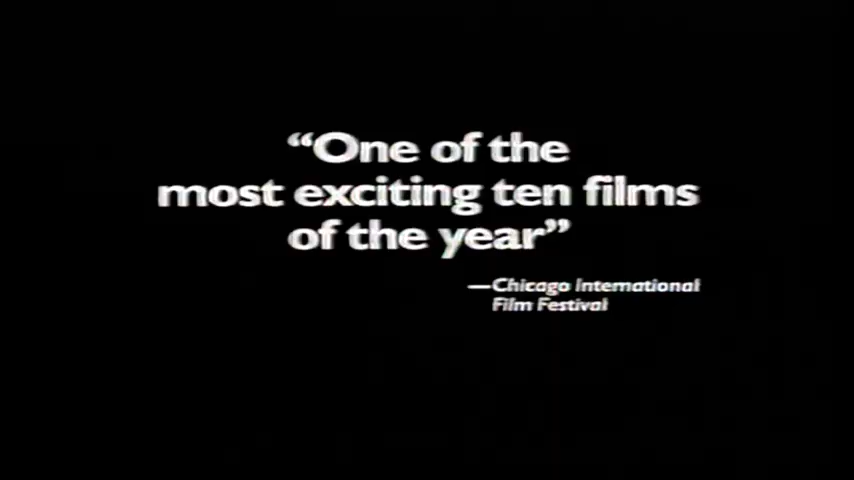 “One of the
most exciting ten films
of the year”
—Chicago International
Film Festival